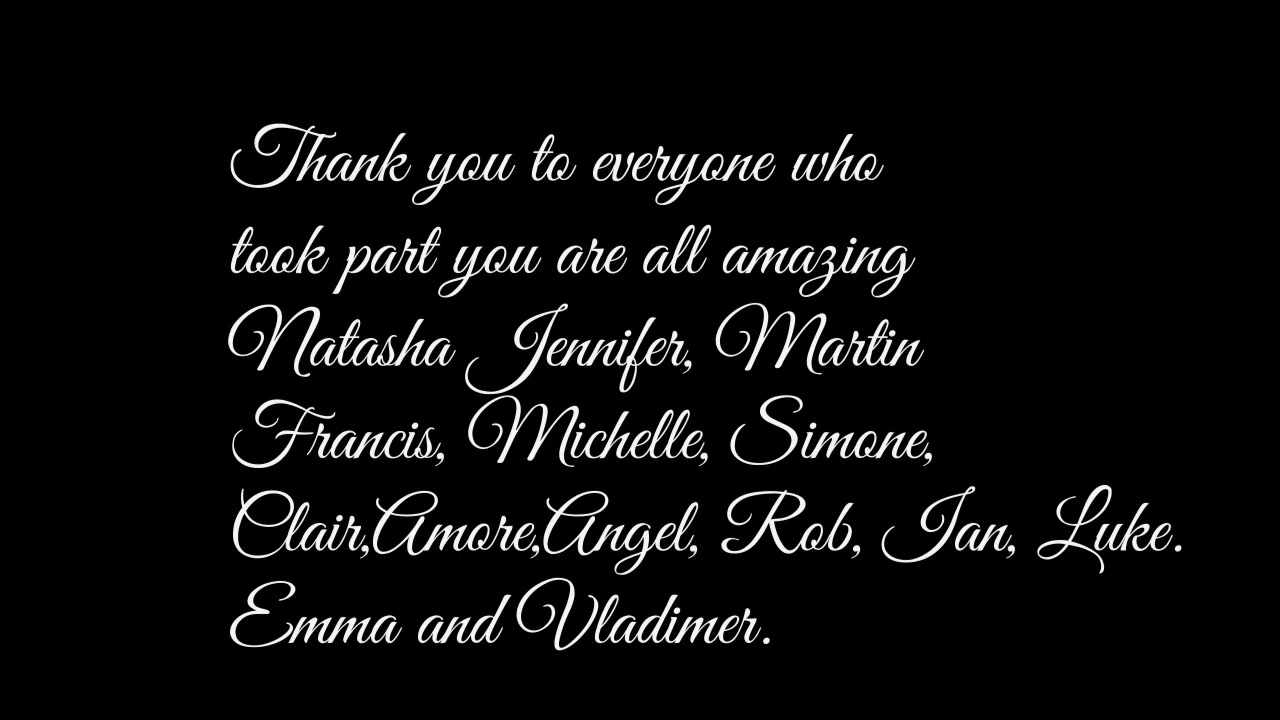 Thank you to everyone who
took part you are all amazing
Natasha Jennifer, Martin
Francis, Michelle, Simone,
Clair,Amore,Angel, Rob, Ian, Luke.
Emma and Vladimer.